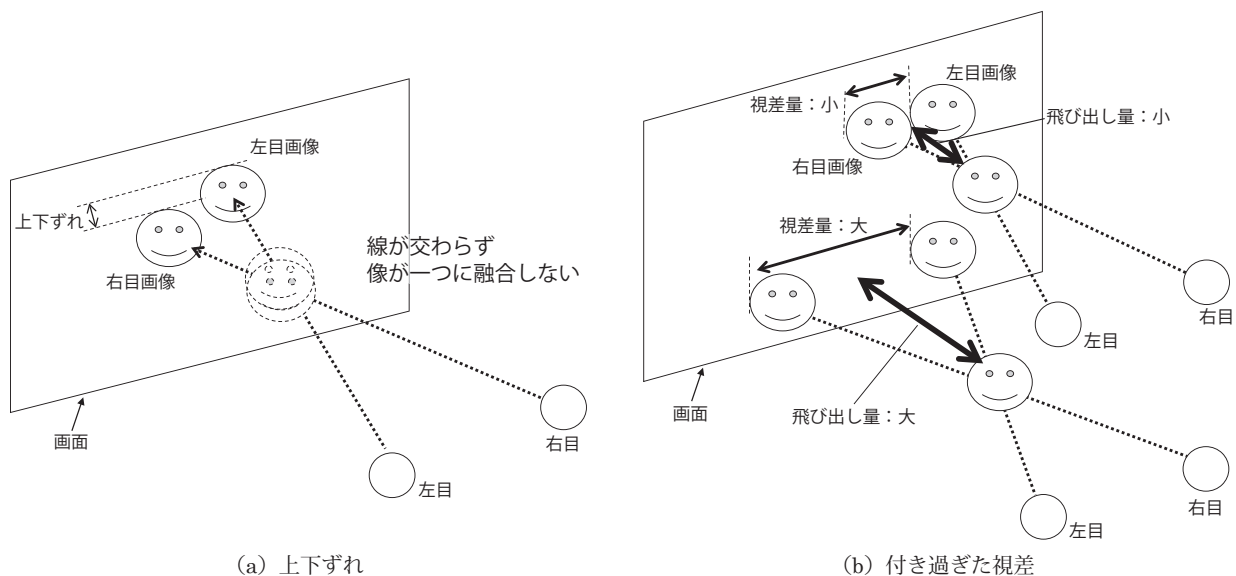 左目画像
上下ずれ
右目画像
線が交わらず
像が一つに融合しない
画面
右目
左目
(a) 上下ずれ
左目画像
視差量:小
飛び出し量:小
右目画像
視差量:大
右目
左目
画面
飛び出し量:大
右目
左目
(b) 付き過ぎた視差